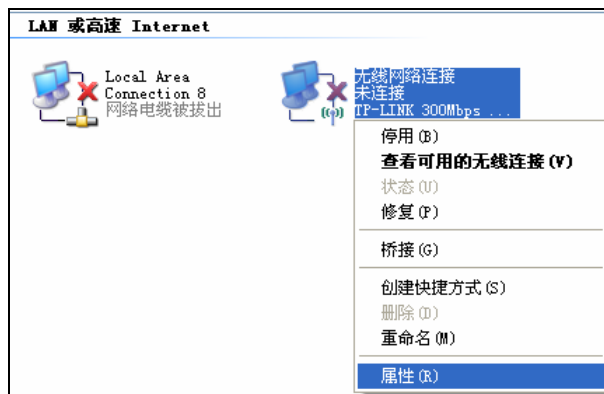 LAN 或高速 Internet
Local Area
Connection 8
网络电缆被拔出
无线网络连接
未连接
TP-LINK 300Mbps ...
停用(B)
查看可用的无线连接(V)
状态(U)
修复(P)
桥接(G)
创建快捷方式(S)
删除(D)
重命名(M)
属性(R)